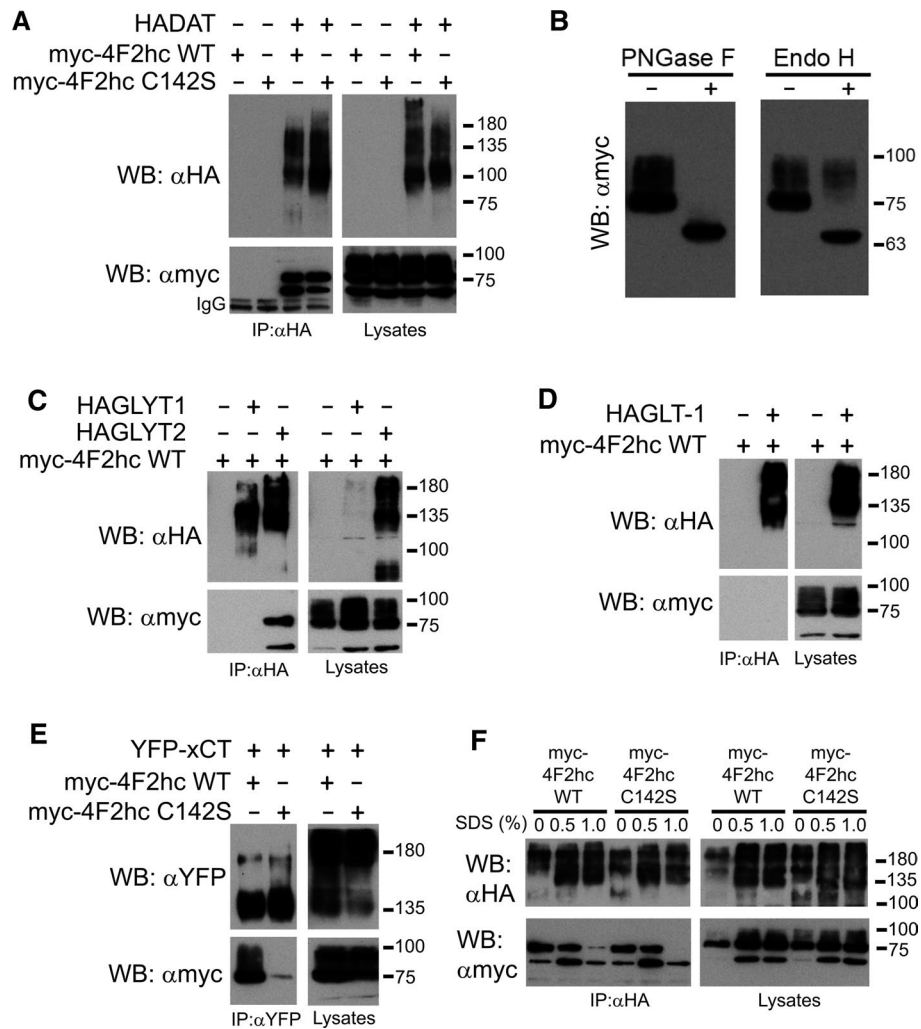 A
HADAT – – + + – – + +
myc-4F2hc WT + – + – + – + –
myc-4F2hc C142S – + – + – + – +
WB: αHA
180
135
100
75
WB: αmyc
100
75
IgG
IP:αHA Lysates
B
PNGase F Endo H
– + – +
WB: αmyc
100
75
63
C
HAGLYT1 – + – – + –
HAGLYT2 – – + – – +
myc-4F2hc WT + + + + + +
WB: αHA
180
135
100
WB: αmyc
100
75
IP:αHA Lysates
D
HAGLT-1 – + – +
myc-4F2hc WT + + + +
WB: αHA
180
135
100
WB: αmyc
100
75
IP:αHA Lysates
E
YFP-xCT + + + +
myc-4F2hc WT + – + –
myc-4F2hc C142S – + – +
WB: αYFP
180
135
WB: αmyc
100
75
IP:αYFP Lysates
F
myc- myc- myc- myc-
4F2hc 4F2hc 4F2hc 4F2hc
WT C142S WT C142S
SDS (%) 0 0.5 1.0 0 0.5 1.0 0 0.5 1.0 0 0.5 1.0
WB:
αHA
180
135
100
WB:
αmyc
100
75
IP:αHA Lysates